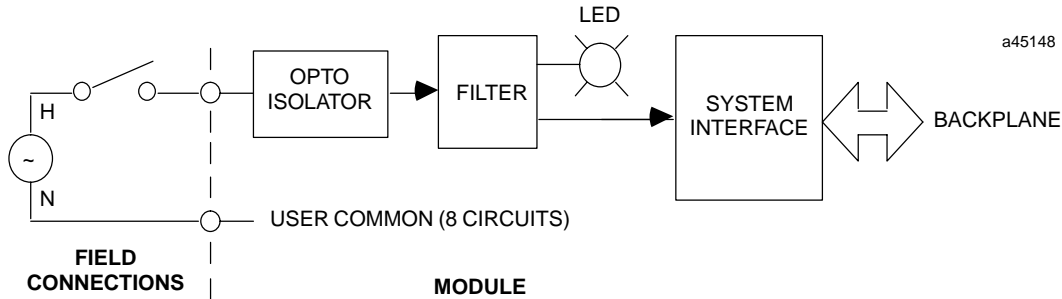 LED
a45148
OPTO
ISOLATOR
FILTER
SYSTEM
INTERFACE
BACKPLANE
H
~
N
USER COMMON (8 CIRCUITS)
FIELD
CONNECTIONS
MODULE